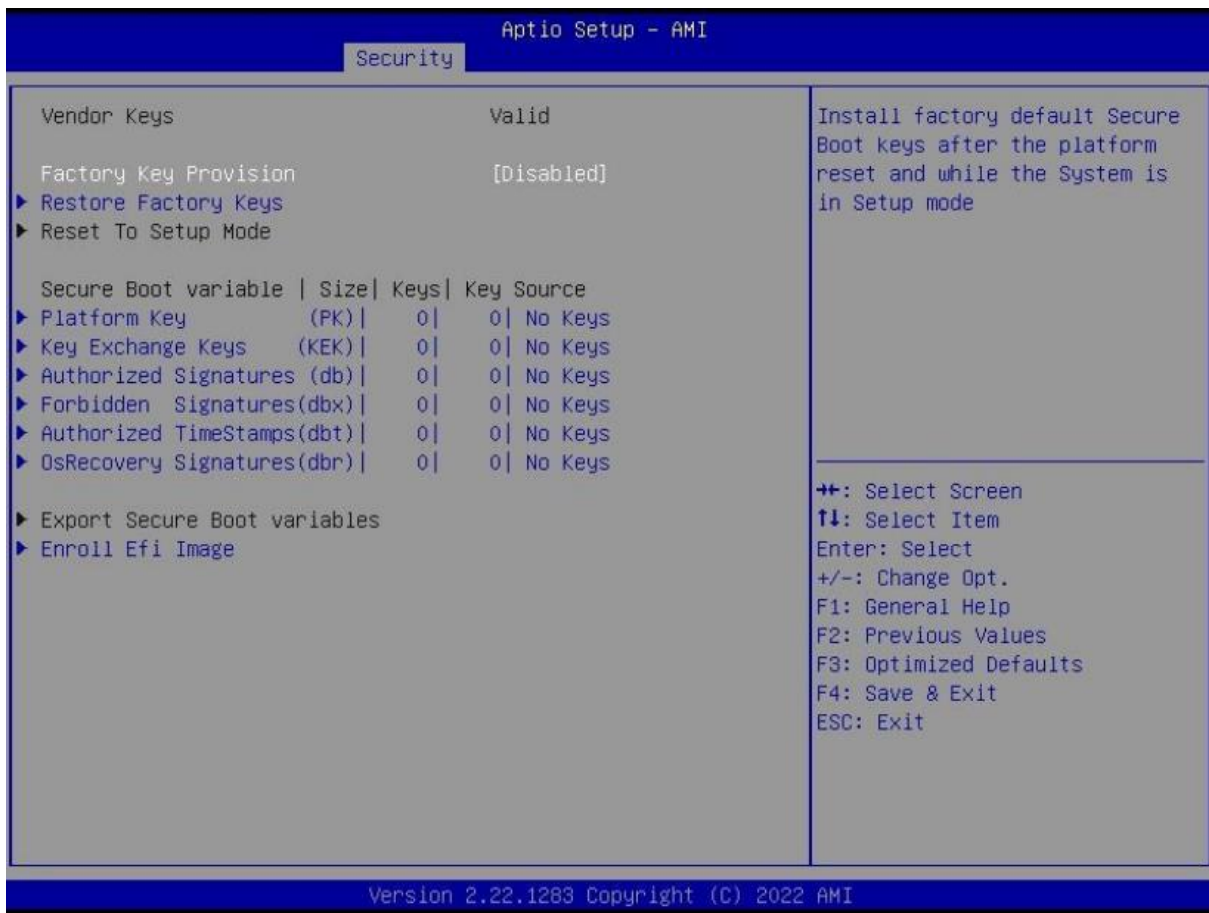 Aptio Setup - AMI
Security
Vendor Keys Valid
Factory Key Provision [Disabled]
▶ Restore Factory Keys
▶ Reset To Setup Mode
Secure Boot variable | Size| Keys| Key Source
▶ Platform Key (PK)| 0| 0| No Keys
▶ Key Exchange Keys (KEK)| 0| 0| No Keys
▶ Authorized Signatures (db)| 0| 0| No Keys
▶ Forbidden Signatures(dbx)| 0| 0| No Keys
▶ Authorized TimeStamps(dbt)| 0| 0| No Keys
▶ OsRecovery Signatures(dbr)| 0| 0| No Keys
▶ Export Secure Boot variables
▶ Enroll Efi Image
Install factory default Secure
Boot keys after the platform
reset and while the System is
in Setup mode
→←: Select Screen
↑↓: Select Item
Enter: Select
+/-: Change Opt.
F1: General Help
F2: Previous Values
F3: Optimized Defaults
F4: Save & Exit
ESC: Exit
Version 2.22.1283 Copyright (C) 2022 AMI